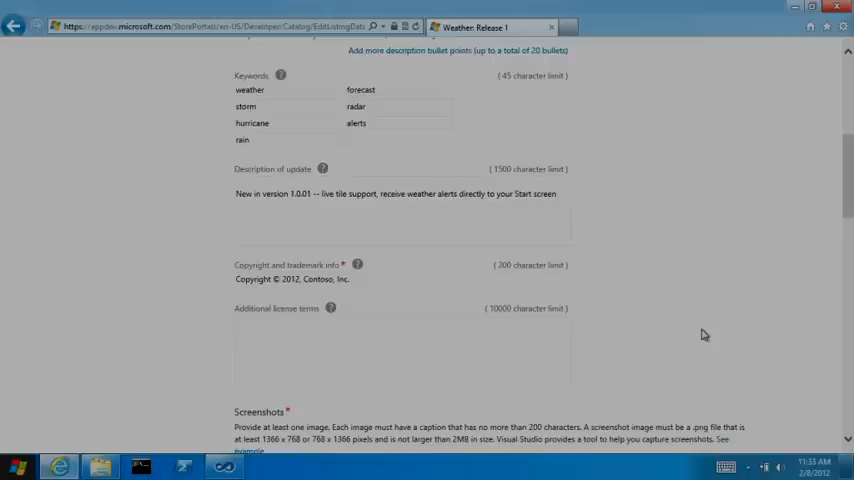 https://appdev.microsoft.com/StorePortals/en-US/Developer/Catalog/EditListingData
Weather: Release 1
Add more description bullet points (up to a total of 20 bullets)
Keywords ( 45 character limit )
weather forecast
storm radar
hurricane alerts
rain
Description of update ( 1500 character limit )
New in version 1.0.01 -- live tile support, receive weather alerts directly to your Start screen
Copyright and trademark info * ( 200 character limit )
Copyright © 2012, Contoso, Inc.
Additional license terms ( 10000 character limit )
Screenshots *
Provide at least one image. Each image must have a caption that has no more than 200 characters. A screenshot image must be a .png file that is
at least 1366 x 768 or 768 x 1366 pixels and is not larger than 2MB in size. Visual Studio provides a tool to help you capture screenshots. See
example
11:33 AM
2/8/2012